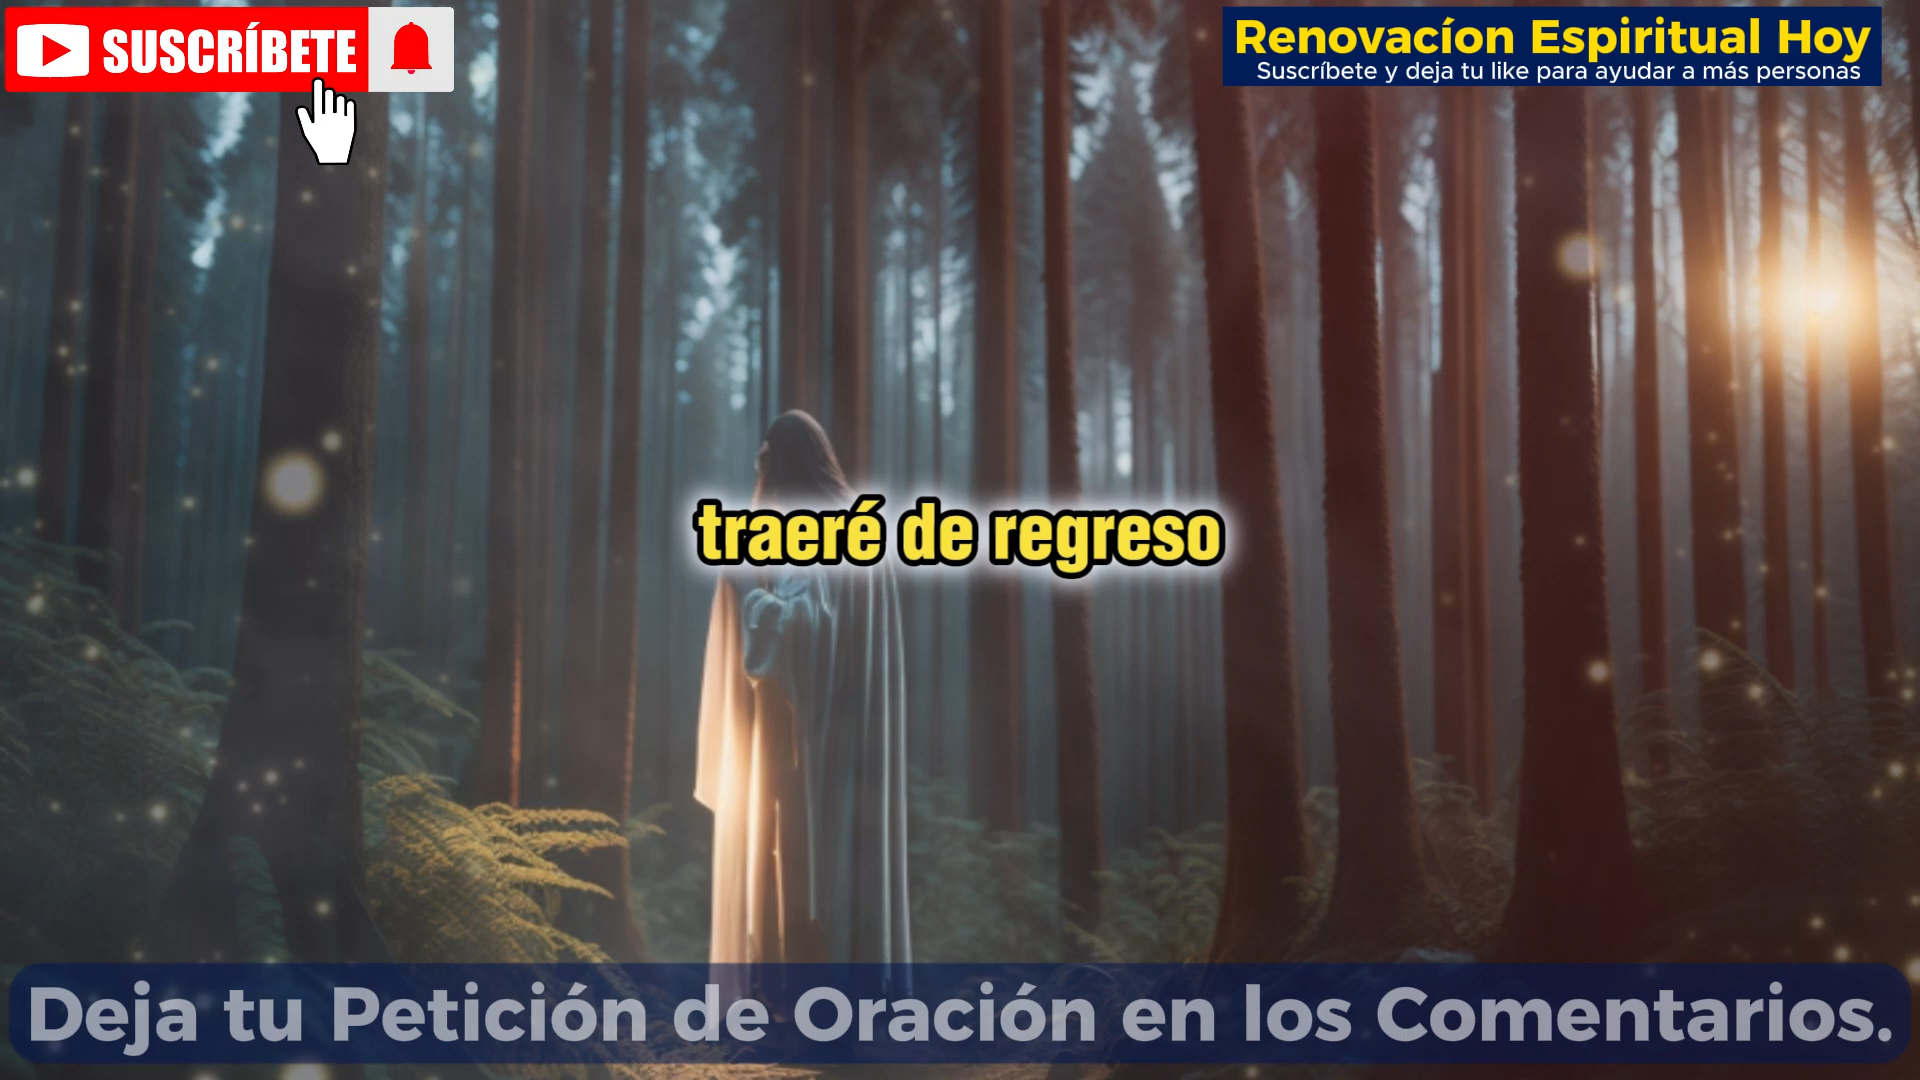 SUSCRÍBETE
Renovacíon Espiritual Hoy
Suscríbete y deja tu like para ayudar a más personas
traeré de regreso
Deja tu Petición de Oración en los Comentarios.